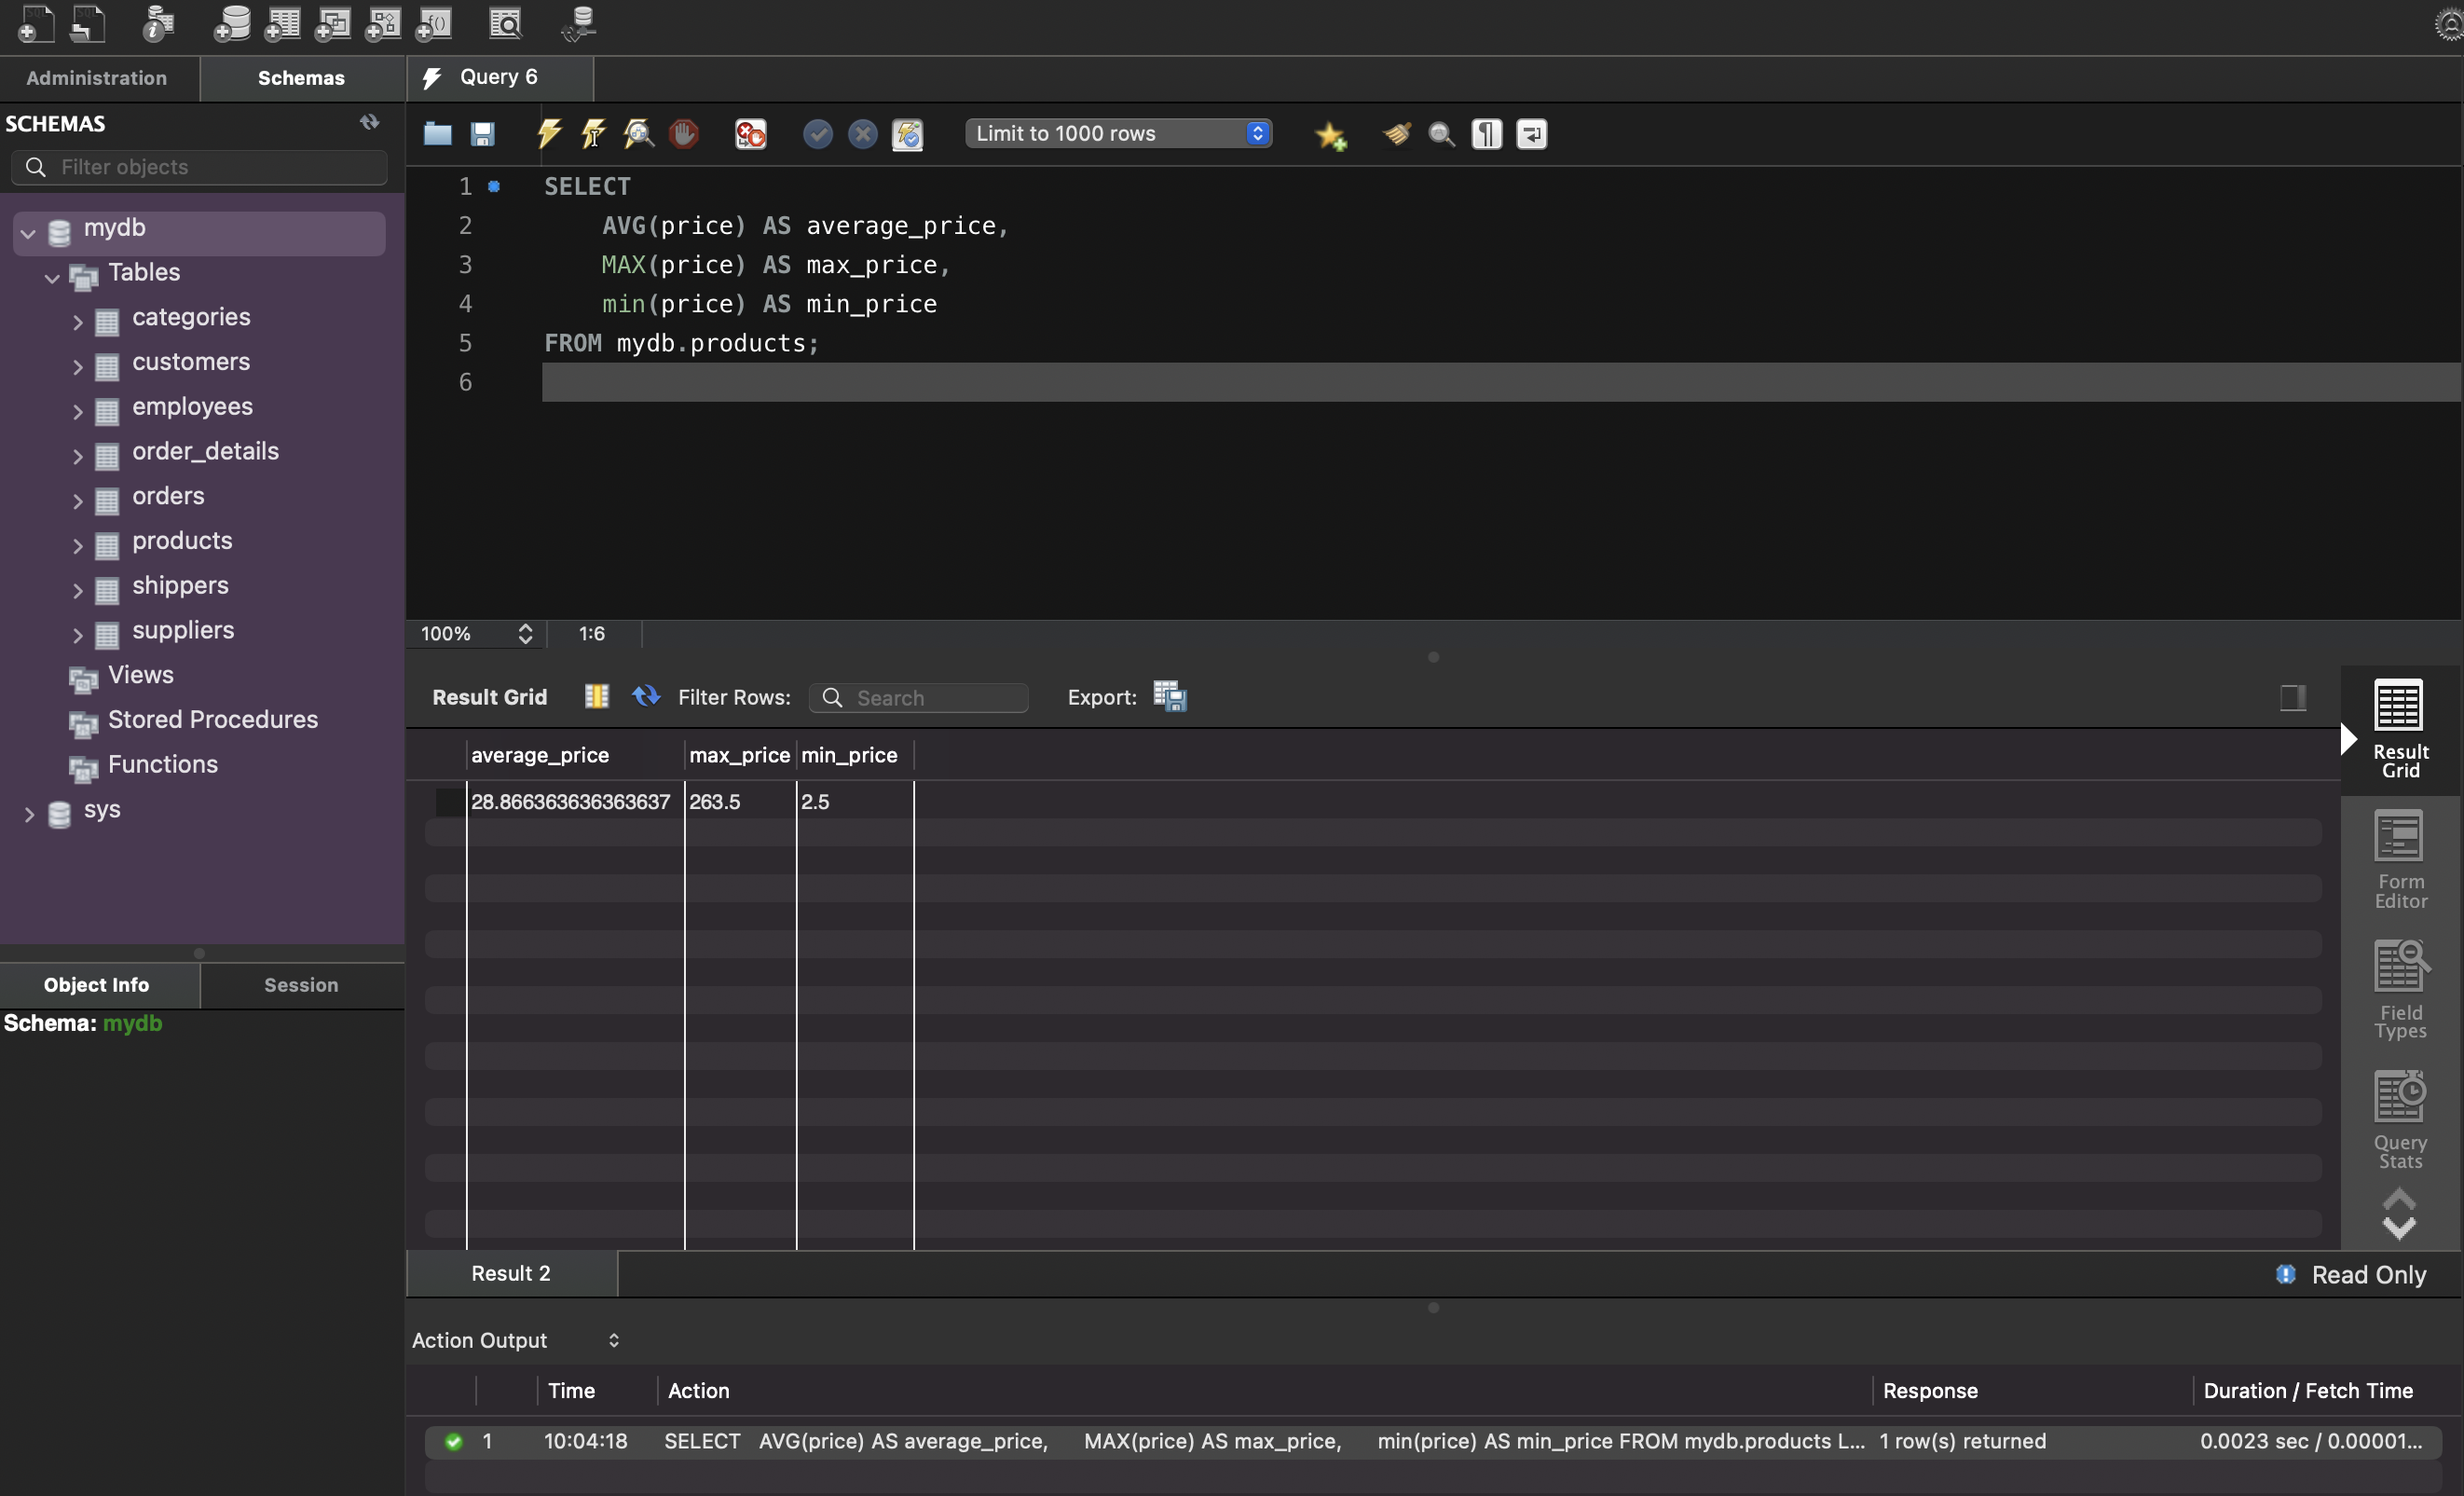 Administration
Schemas
Query 6
SCHEMAS
Filter objects
mydb
Tables
categories
customers
employees
order_details
orders
products
shippers
suppliers
Views
Stored Procedures
Functions
sys
Object Info
Session
Schema: mydb
Limit to 1000 rows
1 SELECT
2 AVG(price) AS average_price,
3 MAX(price) AS max_price,
4 min(price) AS min_price
5 FROM mydb.products;
6
100% 1:6
Result Grid Filter Rows: Search Export:
average_price max_price min_price
28.866363636363637 263.5 2.5
Result
Grid
Form
Editor
Field
Types
Query
Stats
Result 2
Read Only
Action Output
Time Action Response Duration / Fetch Time
1 10:04:18 SELECT AVG(price) AS average_price, MAX(price) AS max_price, min(price) AS min_price FROM mydb.products L... 1 row(s) returned 0.0023 sec / 0.00001...